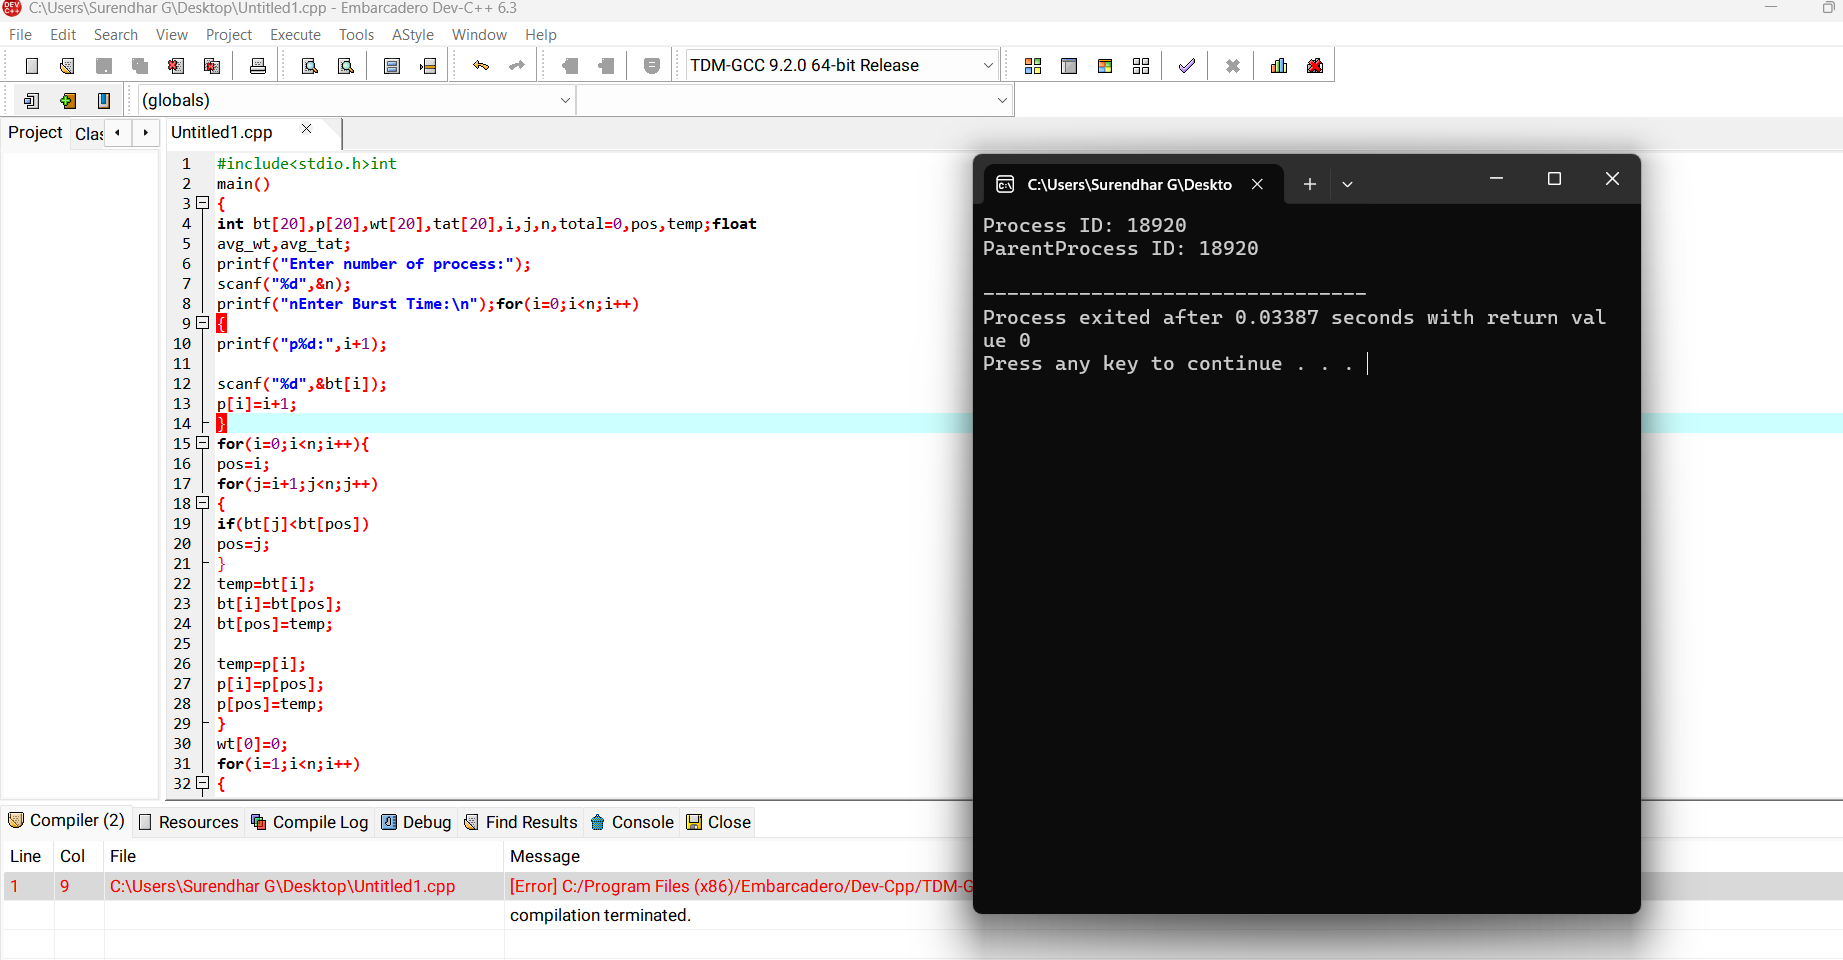 C:\Users\Surendhar G\Desktop\Untitled1.cpp - Embarcadero Dev-C++ 6.3
File Edit Search View Project Execute Tools AStyle Window Help
TDM-GCC 9.2.0 64-bit Release
(globals)
Project Clas
Untitled1.cpp
1 #include<stdio.h>int
2 main()
3 {
4 int bt[20],p[20],wt[20],tat[20],i,j,n,total=0,pos,temp;float
5 avg_wt,avg_tat;
6 printf("Enter number of process:");
7 scanf("%d",&n);
8 printf("nEnter Burst Time:\n");for(i=0;i<n;i++)
9 {
10 printf("p%d:",i+1);
11
12 scanf("%d",&bt[i]);
13 p[i]=i+1;
14 }
15 for(i=0;i<n;i++){
16 pos=i;
17 for(j=i+1;j<n;j++)
18 {
19 if(bt[j]<bt[pos])
20 pos=j;
21 }
22 temp=bt[i];
23 bt[i]=bt[pos];
24 bt[pos]=temp;
25
26 temp=p[i];
27 p[i]=p[pos];
28 p[pos]=temp;
29 }
30 wt[0]=0;
31 for(i=1;i<n;i++)
32 {
C:\Users\Surendhar G\Deskto
Process ID: 18920
ParentProcess ID: 18920
--------------------------------
Process exited after 0.03387 seconds with return val
ue 0
Press any key to continue . . .
Compiler (2) Resources Compile Log Debug Find Results Console Close
Line Col File Message
1 9 C:\Users\Surendhar G\Desktop\Untitled1.cpp [Error] C:/Program Files (x86)/Embarcadero/Dev-Cpp/TDM-G
compilation terminated.